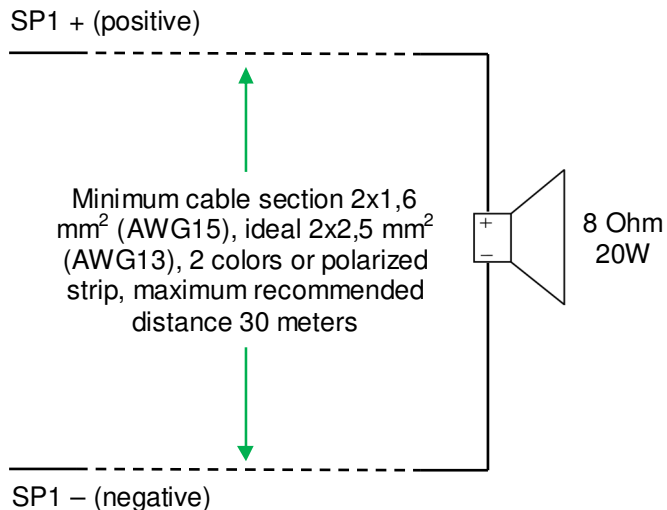 SP1 + (positive)
Minimum cable section 2x1,6
mm² (AWG15), ideal 2x2,5 mm²
(AWG13), 2 colors or polarized
strip, maximum recommended
distance 30 meters
+
–
8 Ohm
20W
SP1 – (negative)